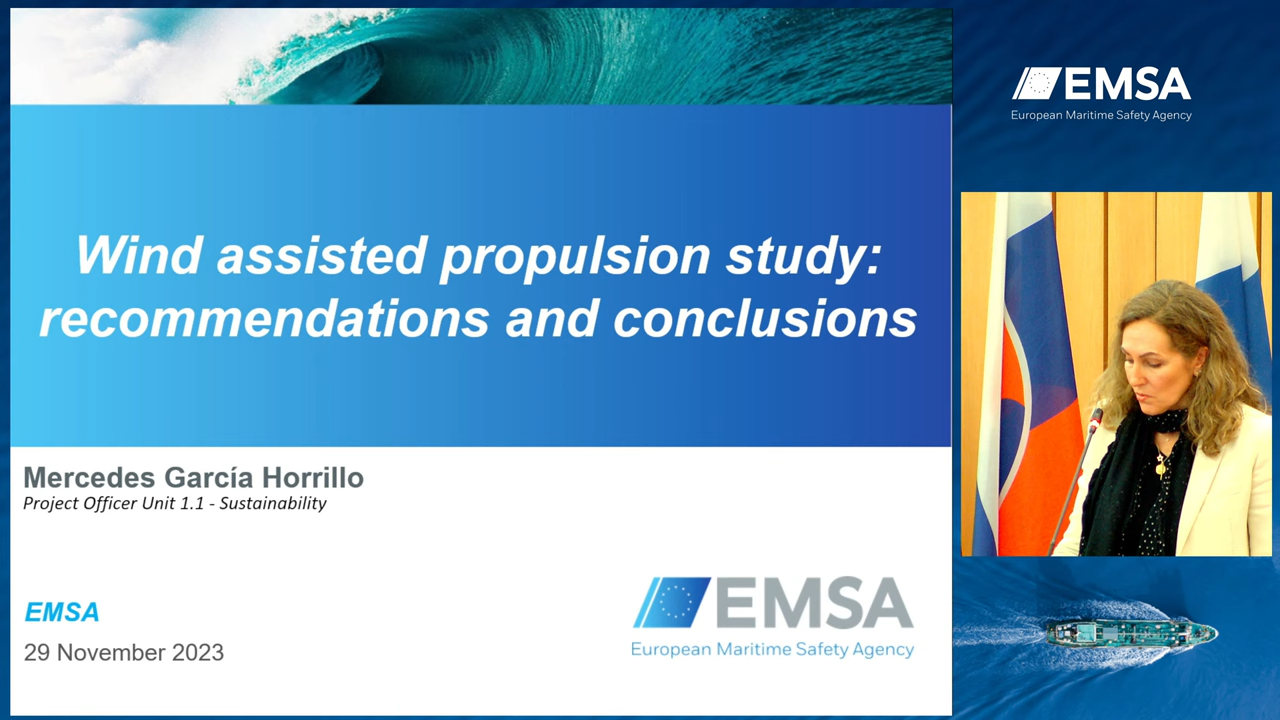 Wind assisted propulsion study:
recommendations and conclusions
Mercedes García Horrillo
Project Officer Unit 1.1 - Sustainability
EMSA
29 November 2023
EMSA
European Maritime Safety Agency
EMSA
European Maritime Safety Agency